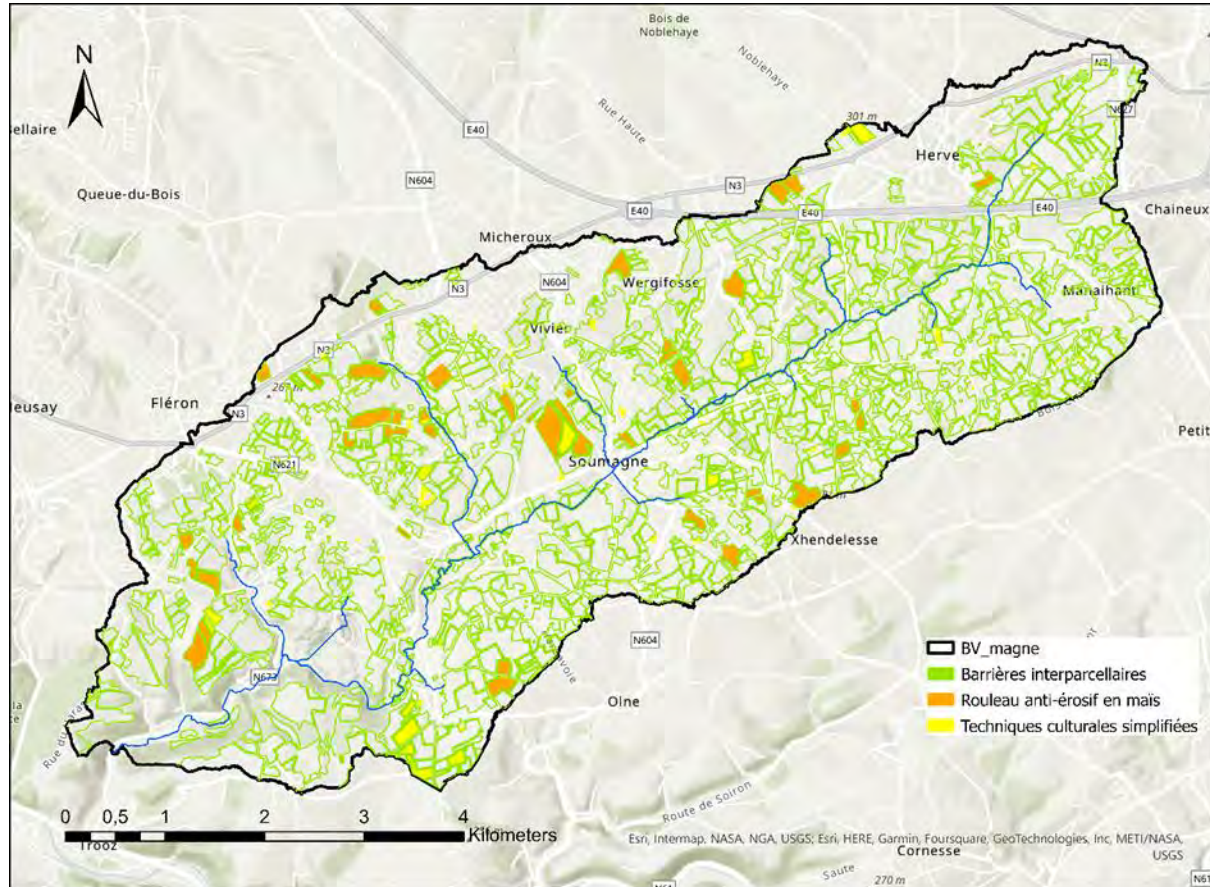 Bois de
Noblehaye
Noblehaye
N
N3
E40
301 m
N627
Rue Haute
Herve
Queue-du-Bois
N604
N3
E40
E40
E40
Chaineux
Micheroux
N3
N604
Wergifosse
Manaihant
N3
Fléron
N3
Petit
N621
Soumagne
Xhendelesse
N604
N673
Olne
BV_magne
Barrières interparcellaires
Rouleau anti-érosif en maïs
Techniques culturales simplifiées
0 0,5 1 2 3 4
Kilometers
Trooz
Route de Soiron
Esri, Intermap, NASA, NGA, USGS; Esri, HERE, Garmin, Foursquare, GeoTechnologies, Inc, METI/NASA,
USGS
Cornesse
Saute
270 m
N61